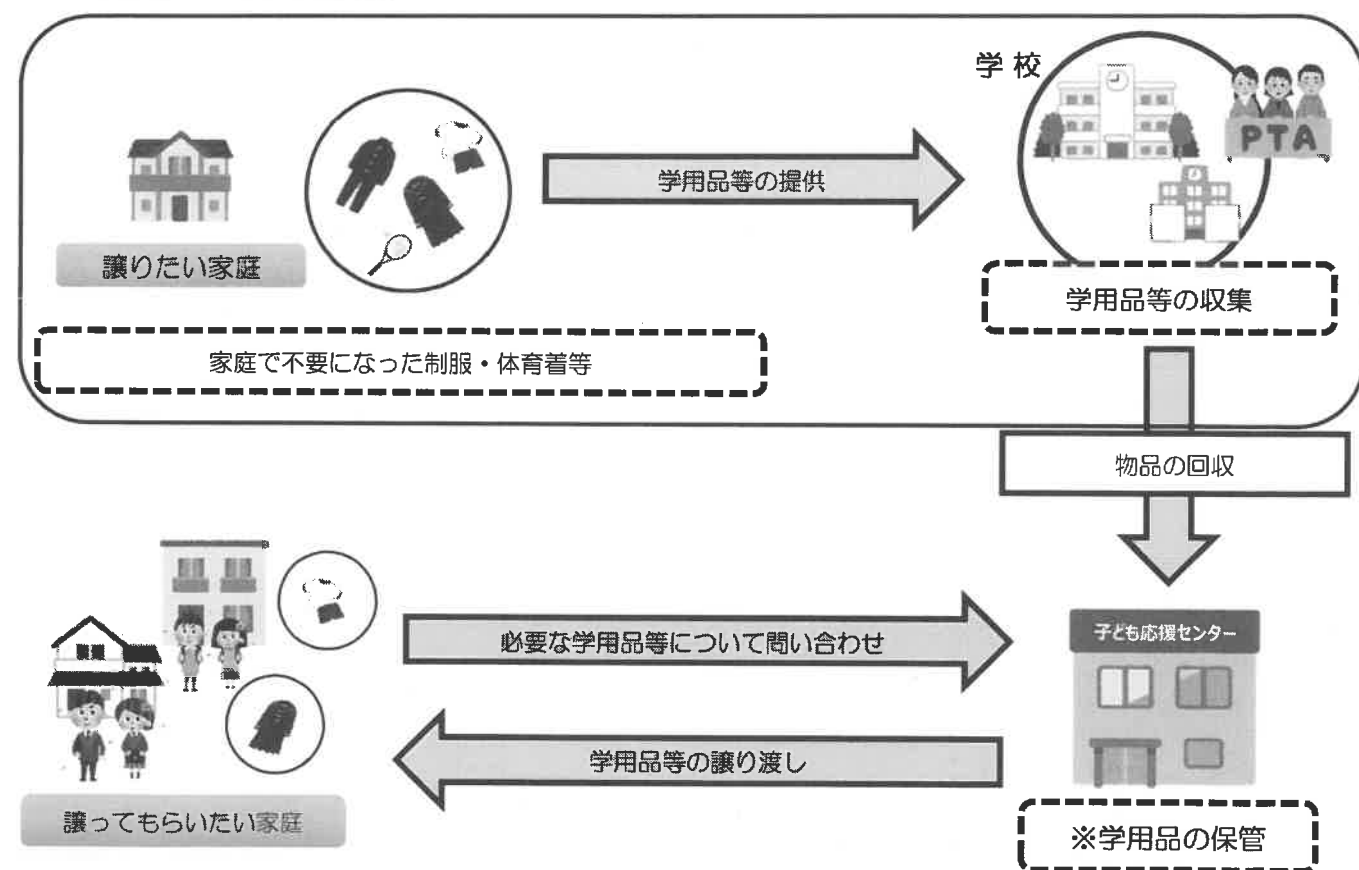 学校
PTA
学用品等の提供
譲りたい家庭
学用品等の収集
家庭で不要になった制服・体育着等
物品の回収
子ども応援センター
必要な学用品等について問い合わせ
学用品等の譲り渡し
譲ってもらいたい家庭
※学用品の保管